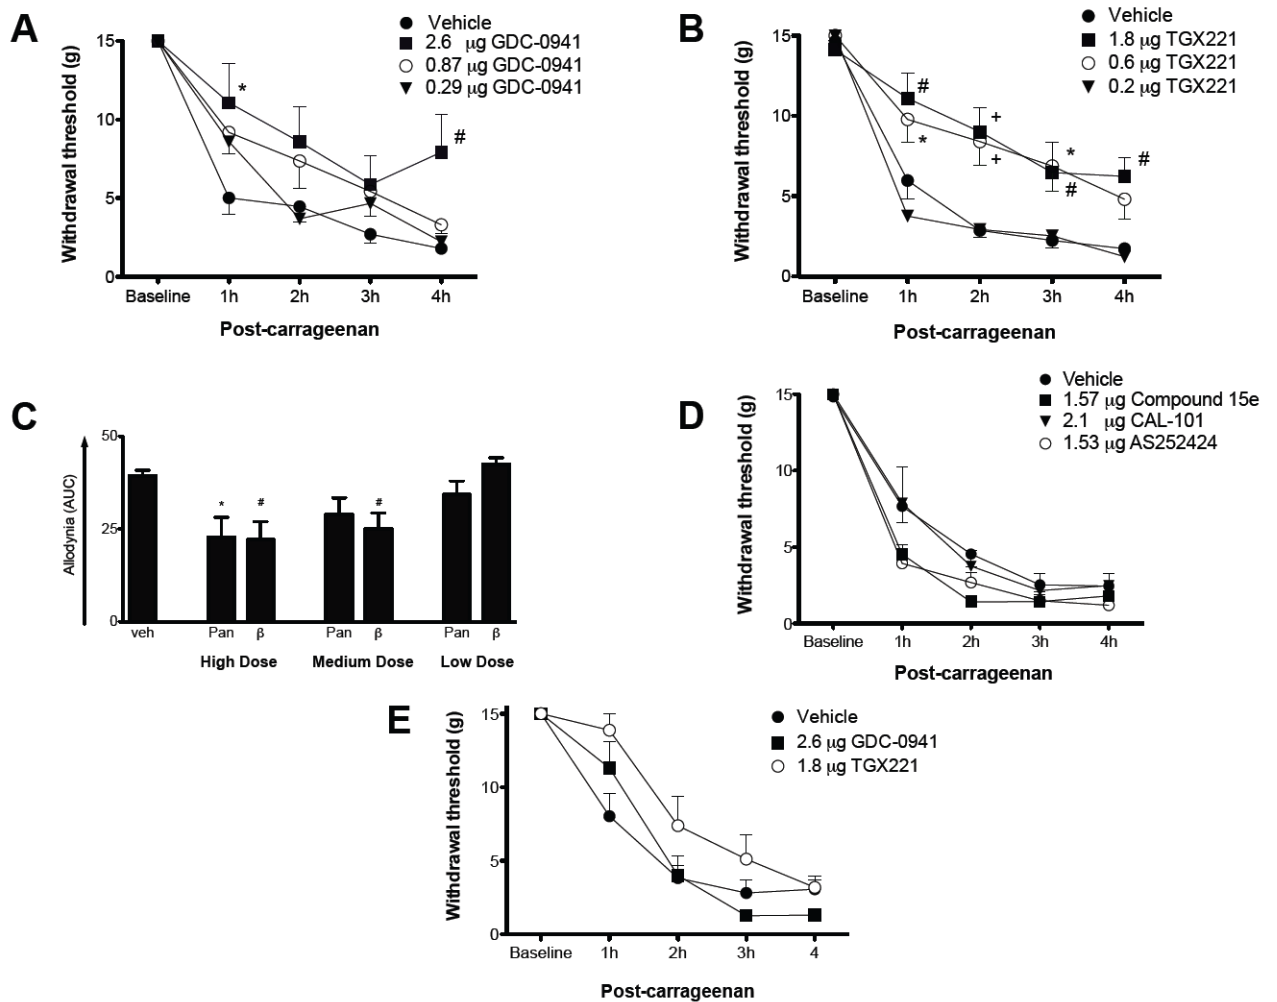 A
Vehicle
2.6 μg GDC-0941
0.87 μg GDC-0941
0.29 μg GDC-0941
Withdrawal threshold (g)
15
10
5
0
*
#
Baseline 1h 2h 3h 4h
Post-carrageenan
B
Vehicle
1.8 μg TGX221
0.6 μg TGX221
0.2 μg TGX221
Withdrawal threshold (g)
15
10
5
0
#
*
+
+
*
#
#
Baseline 1h 2h 3h 4h
Post-carrageenan
C
Allodynia (AUC)
50
25
0
* # #
veh Pan β Pan β Pan β
High Dose Medium Dose Low Dose
D
Vehicle
1.57 μg Compound 15e
2.1 μg CAL-101
1.53 μg AS252424
Withdrawal threshold (g)
15
10
5
0
Baseline 1h 2h 3h 4h
Post-carrageenan
E
Vehicle
2.6 μg GDC-0941
1.8 μg TGX221
Withdrawal threshold (g)
15
10
5
0
Baseline 1h 2h 3h 4
Post-carrageenan